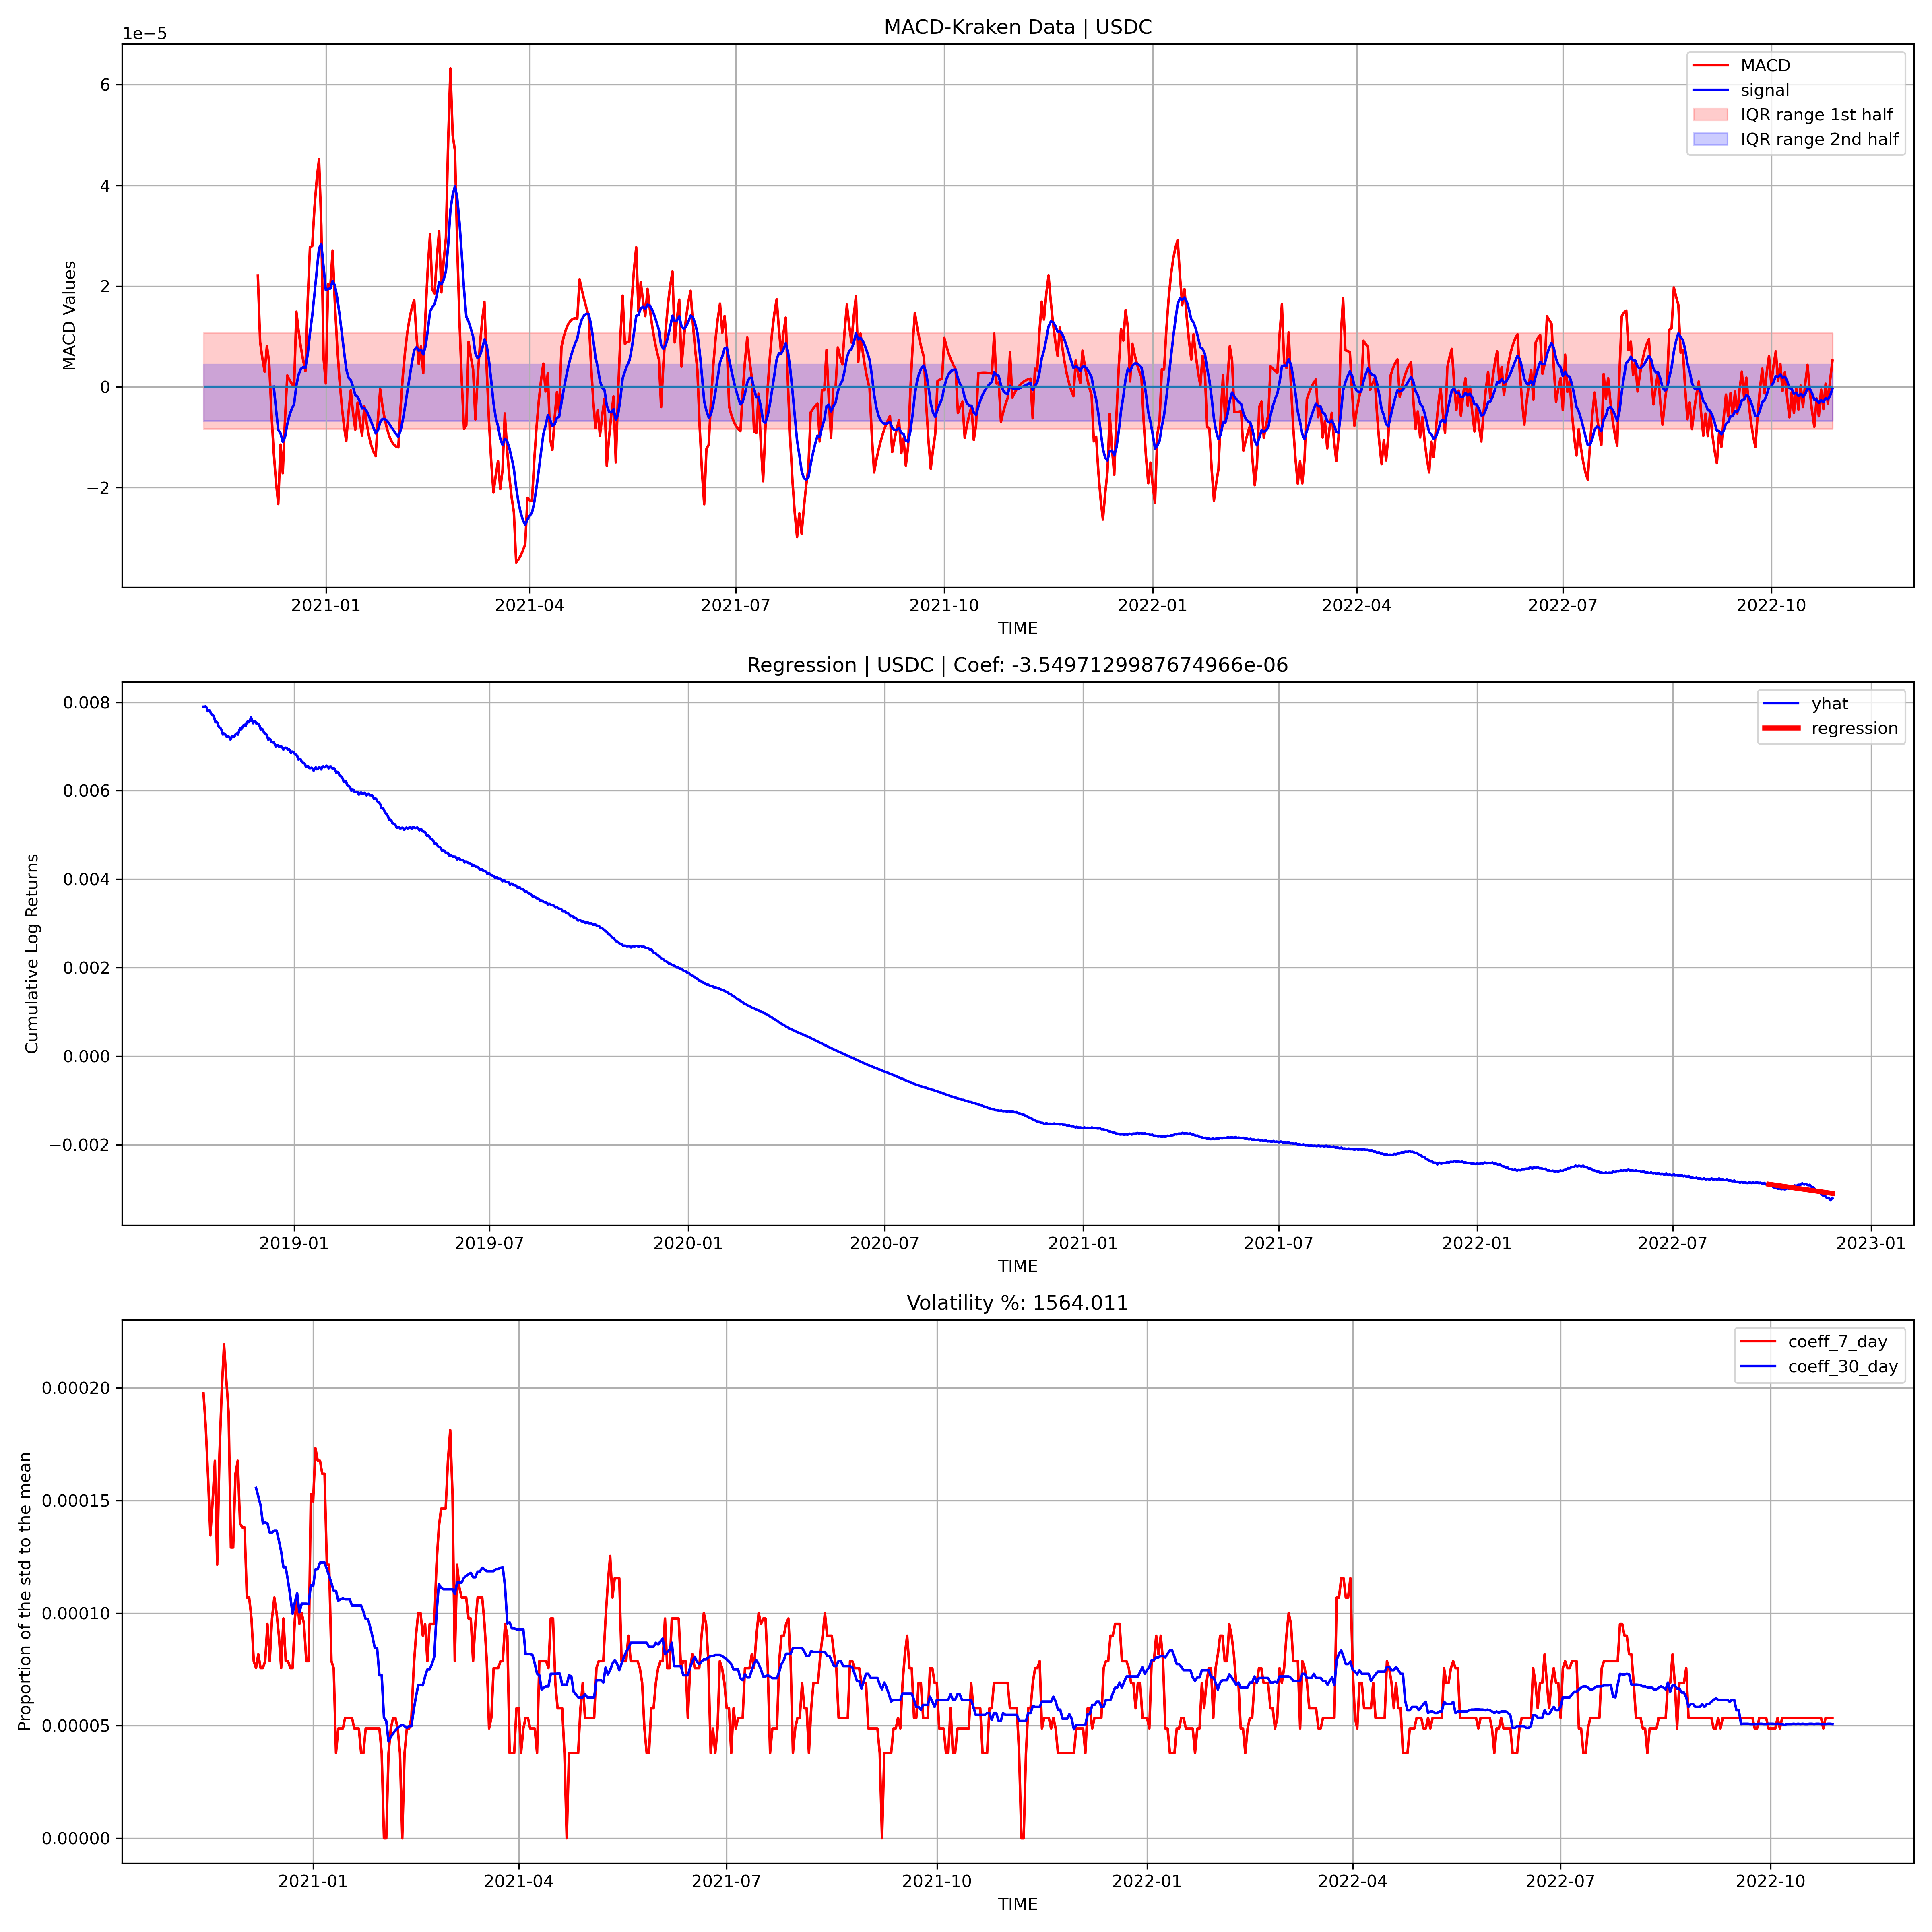 MACD-Kraken Data | USDC
1e−5
MACD
signal
IQR range 1st half
IQR range 2nd half
MACD Values
6
4
2
0
−2
2021-01 2021-04 2021-07 2021-10 2022-01 2022-04 2022-07 2022-10
TIME
Regression | USDC | Coef: -3.5497129987674966e-06
yhat
regression
Cumulative Log Returns
0.008
0.006
0.004
0.002
0.000
−0.002
2019-01 2019-07 2020-01 2020-07 2021-01 2021-07 2022-01 2022-07 2023-01
TIME
Volatility %: 1564.011
coeff_7_day
coeff_30_day
Proportion of the std to the mean
0.00020
0.00015
0.00010
0.00005
0.00000
2021-01 2021-04 2021-07 2021-10 2022-01 2022-04 2022-07 2022-10
TIME